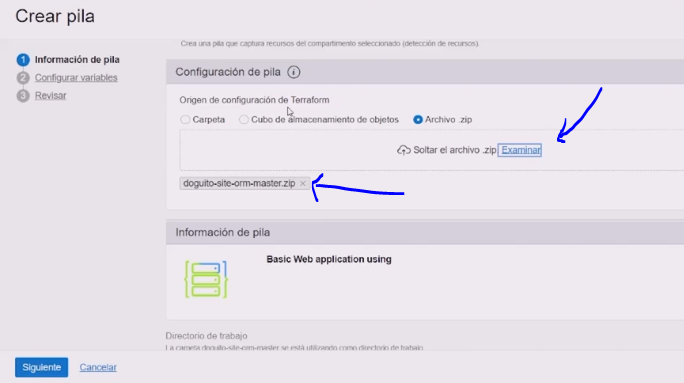 Crear pila
Crea una pila que captura recursos del compartimento seleccionado (detección de recursos).
1 Información de pila
2 Configurar variables
3 Revisar
Configuración de pila i
Origen de configuración de Terraform
Carpeta Cubo de almacenamiento de objetos Archivo .zip
Soltar el archivo .zip Examinar
doguito-site-orm-master.zip ×
Información de pila
Basic Web application using
Directorio de trabajo
La carpeta doguito-site-orm-master se está utilizando como directorio de trabajo.
Siguiente Cancelar